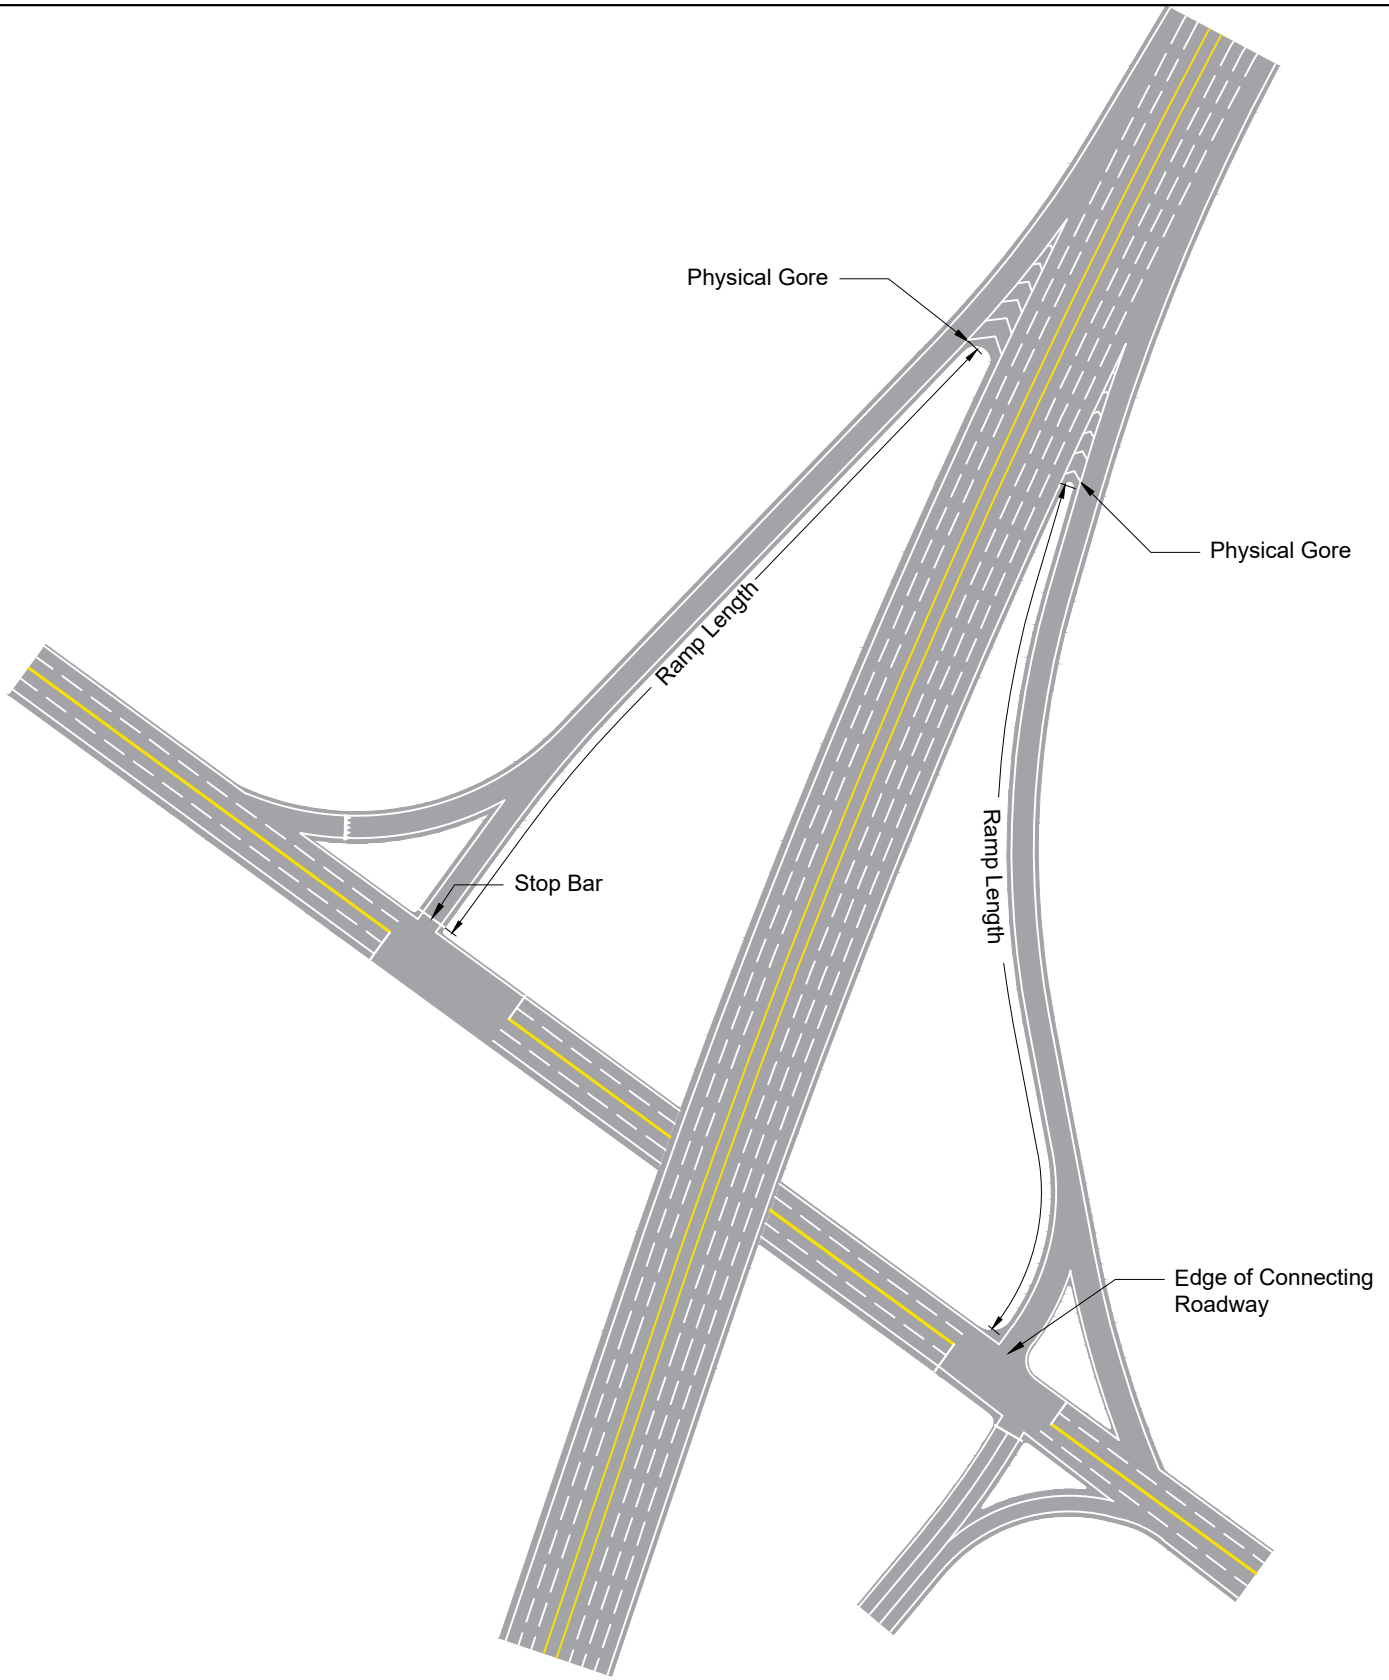 Physical Gore
Physical Gore
Ramp Length
Ramp Length
Stop Bar
Edge of Connecting
Roadway